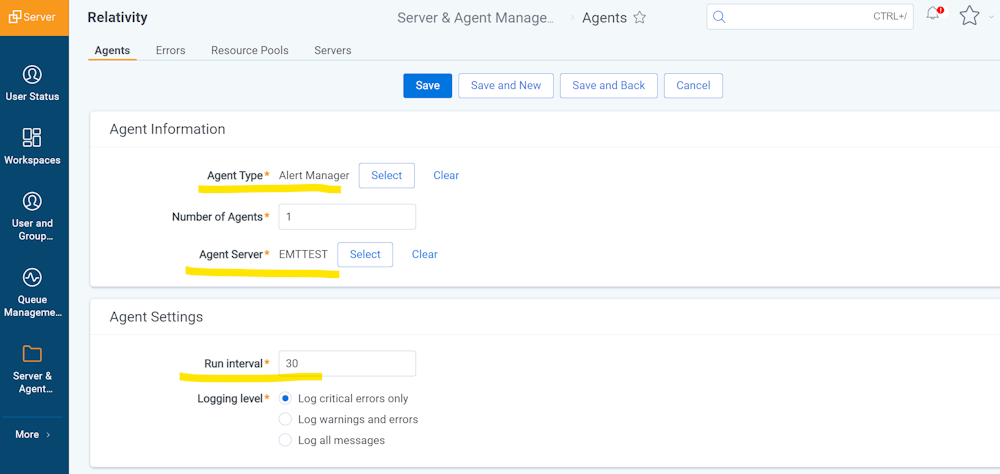 Server
Relativity
Server & Agent Manage...
Agents
CTRL+/
Agents
Errors
Resource Pools
Servers
User Status
Save
Save and New
Save and Back
Cancel
Agent Information
Workspaces
Agent Type* Alert Manager Select Clear
User and
Group...
Number of Agents* 1
Agent Server* EMTTEST Select Clear
Queue
Manageme...
Agent Settings
Run interval* 30
Server &
Agent...
Logging level* Log critical errors only
Log warnings and errors
More >
Log all messages